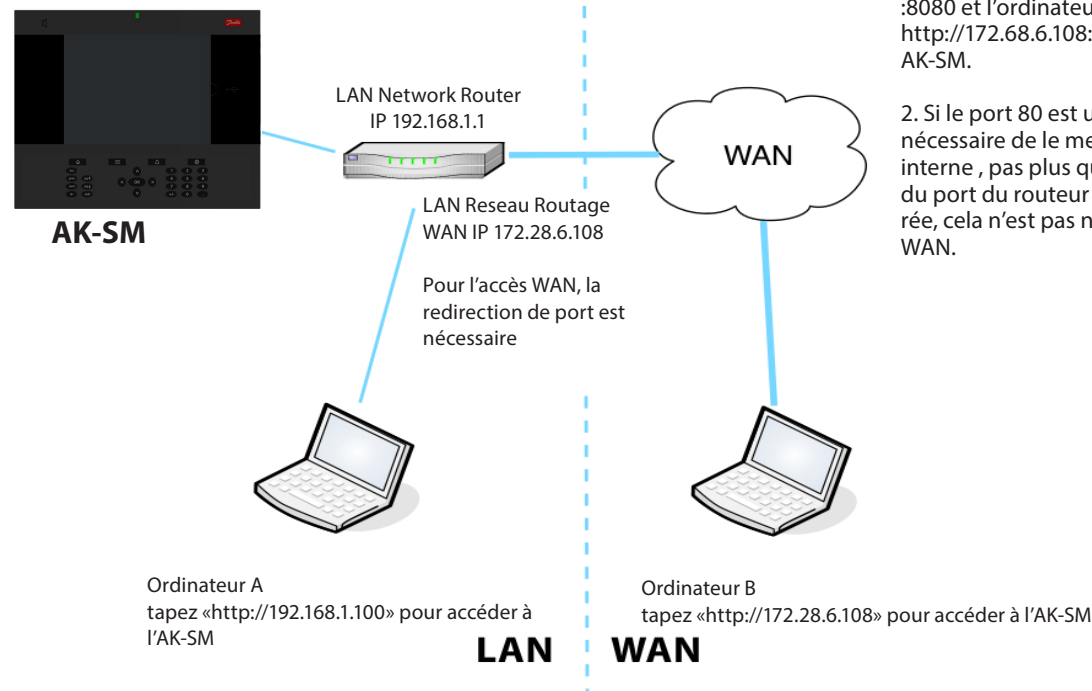 :8080 et l'ordinateu
http://172.68.6.108:
AK-SM.
2. Si le port 80 est u
nécessaire de le me
interne , pas plus qu
du port du routeur
rée, cela n'est pas n
WAN.
LAN Network Router
IP 192.168.1.1
WAN
AK-SM
LAN Reseau Routage
WAN IP 172.28.6.108
Pour l'accès WAN, la
redirection de port est
nécessaire
Ordinateur A
tapez «http://192.168.1.100» pour accéder à
l'AK-SM
Ordinateur B
tapez «http://172.28.6.108» pour accéder à l'AK-SM
LAN
WAN